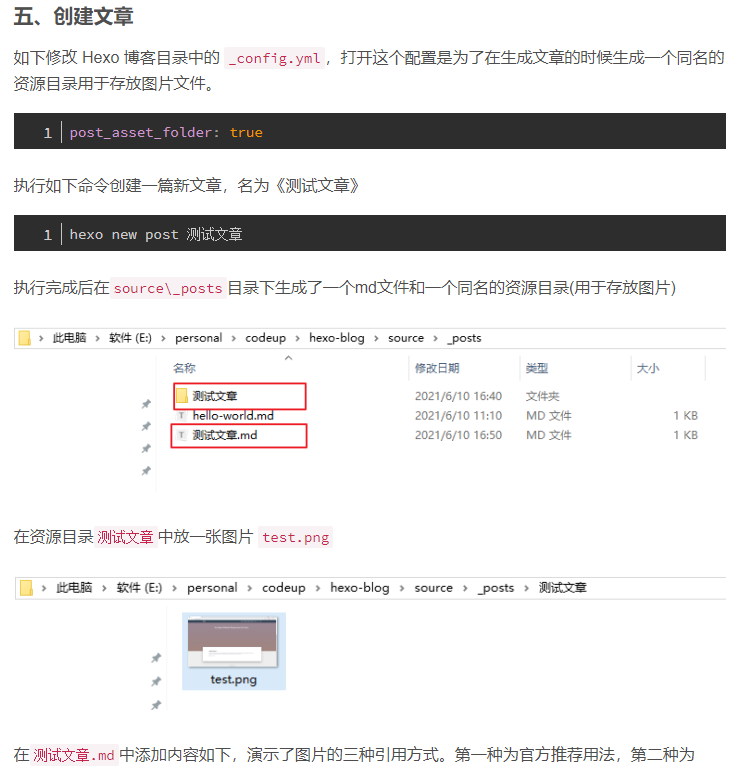 五、创建文章
如下修改 Hexo 博客目录中的 _config.yml，打开这个配置是为了在生成文章的时候生成一个同名的
资源目录用于存放图片文件。
1 post_asset_folder: true
执行如下命令创建一篇新文章，名为《测试文章》
1 hexo new post 测试文章
执行完成后在 source\_posts 目录下生成了一个md文件和一个同名的资源目录(用于存放图片)
此电脑 > 软件 (E:) > personal > codeup > hexo-blog > source > _posts
名称 修改日期 类型 大小
测试文章 2021/6/10 16:40 文件夹
hello-world.md 2021/6/10 11:10 MD 文件 1 KB
测试文章.md 2021/6/10 16:50 MD 文件 1 KB
在资源目录 测试文章 中放一张图片 test.png
此电脑 > 软件 (E:) > personal > codeup > hexo-blog > source > _posts > 测试文章
test.png
在 测试文章.md 中添加内容如下，演示了图片的三种引用方式。第一种为官方推荐用法，第二种为